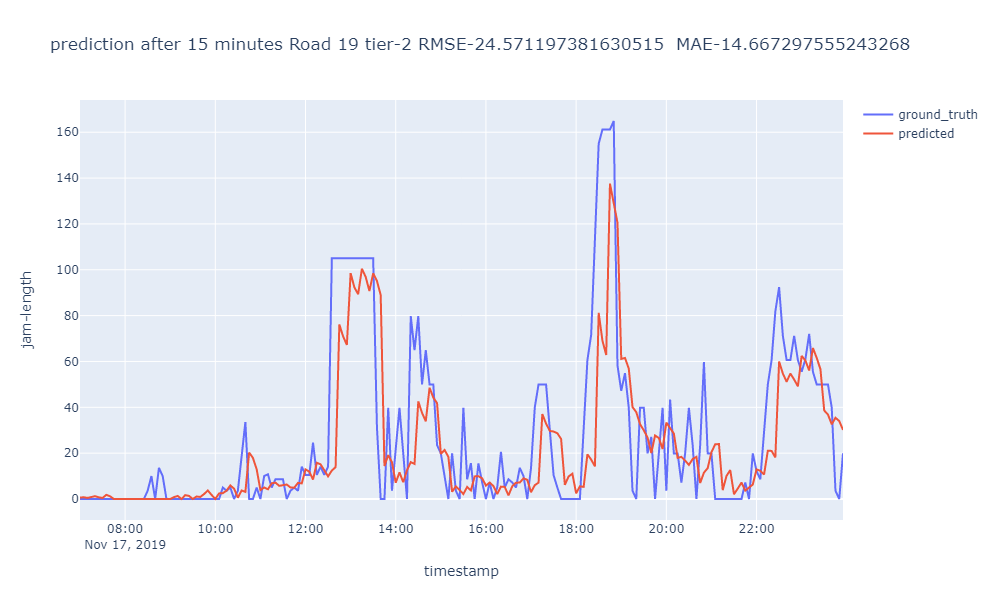 prediction after 15 minutes Road 19 tier-2 RMSE-24.571197381630515  MAE-14.667297555243268
ground_truth
predicted
160
140
120
100
80
60
40
20
0
jam-length
08:00 10:00 12:00 14:00 16:00 18:00 20:00 22:00
Nov 17, 2019
timestamp